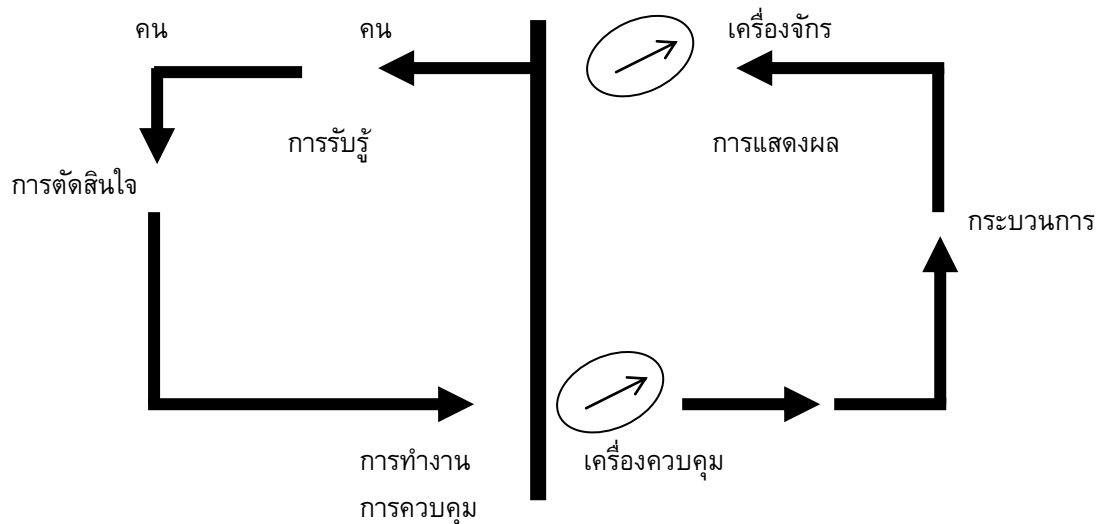 คน
คน
เครื่องจักร
การรับรู้
การแสดงผล
การตัดสินใจ
กระบวนการ
การทำงาน
เครื่องควบคุม
การควบคุม